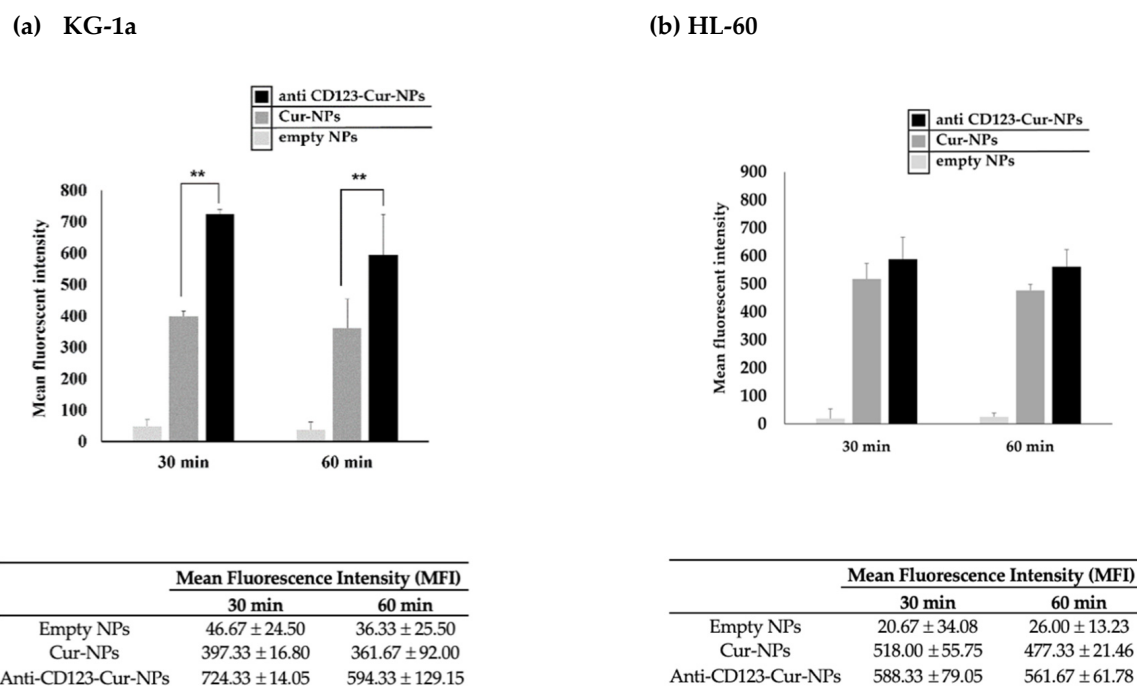 (a) KG-1a
anti CD123-Cur-NPs
Cur-NPs
empty NPs
**
**
Mean fluorescent intensity
800
700
600
500
400
300
200
100
0
30 min
60 min
Mean Fluorescence Intensity (MFI)
30 min 60 min
Empty NPs 46.67 ± 24.50 36.33 ± 25.50
Cur-NPs 397.33 ± 16.80 361.67 ± 92.00
Anti-CD123-Cur-NPs 724.33 ± 14.05 594.33 ± 129.15
(b) HL-60
anti CD123-Cur-NPs
Cur-NPs
empty NPs
Mean fluorescent intensity
900
800
700
600
500
400
300
200
100
0
30 min
60 min
Mean Fluorescence Intensity (MFI)
30 min 60 min
Empty NPs 20.67 ± 34.08 26.00 ± 13.23
Cur-NPs 518.00 ± 55.75 477.33 ± 21.46
Anti-CD123-Cur-NPs 588.33 ± 79.05 561.67 ± 61.78